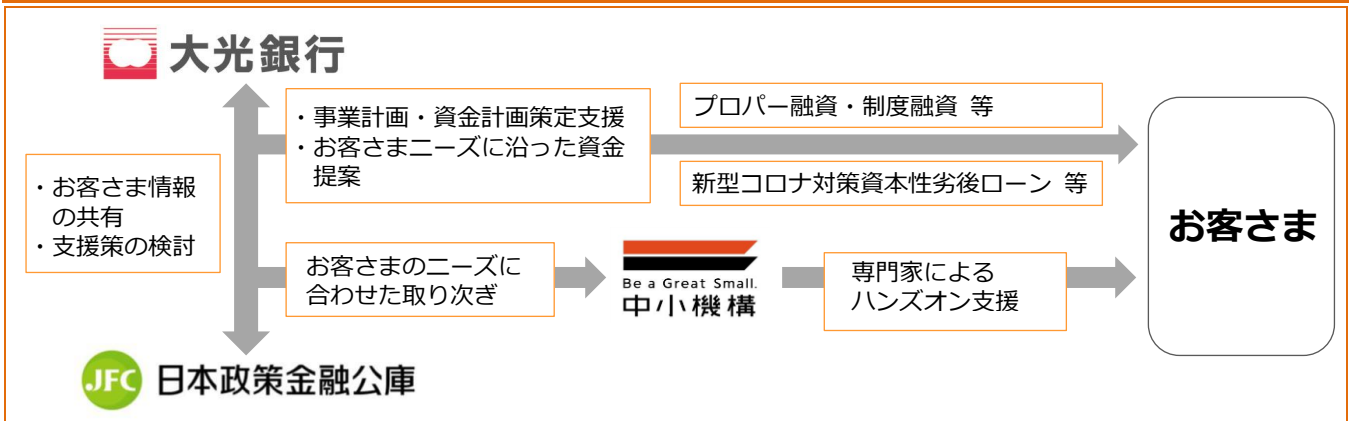 大光銀行
・お客さま情報
の共有
・支援策の検討
・事業計画・資金計画策定支援
・お客さまニーズに沿った資金
提案
プロパー融資・制度融資 等
新型コロナ対策資本性劣後ローン 等
お客さまのニーズに
合わせた取り次ぎ
Be a Great Small.
中小機構
専門家による
ハンズオン支援
お客さま
JFC 日本政策金融公庫